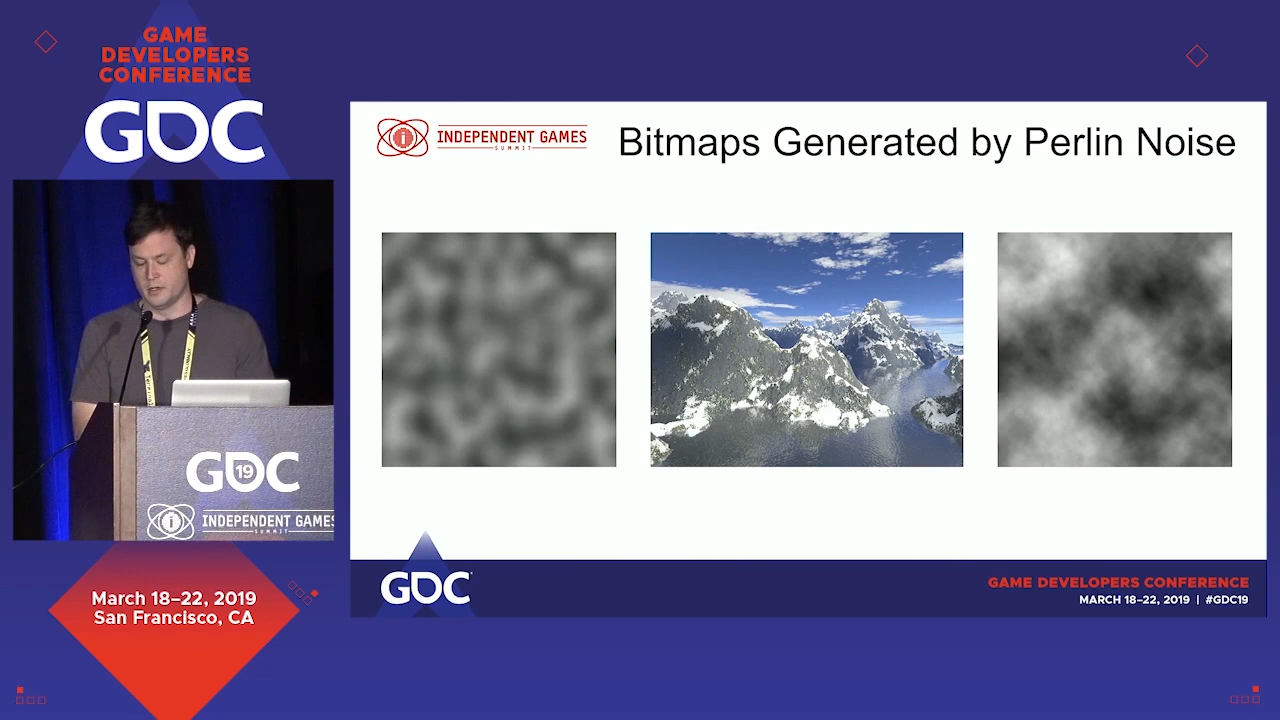 GAME
DEVELOPERS
CONFERENCE
GDC
GDC
19
INDEPENDENT GAMES
SUMMIT
March 18–22, 2019
San Francisco, CA
INDEPENDENT GAMES
SUMMIT
Bitmaps Generated by Perlin Noise
GDC
GAME DEVELOPERS CONFERENCE
MARCH 18–22, 2019 | #GDC19